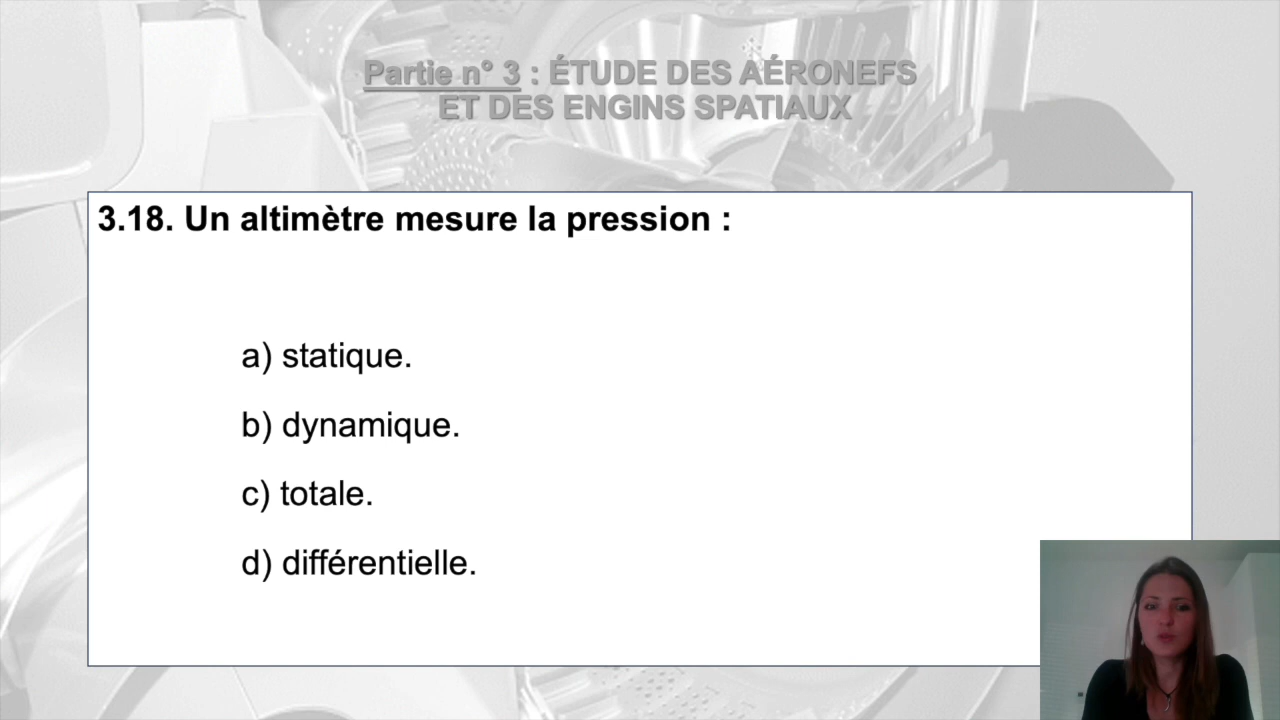 Partie n° 3 : ÉTUDE DES AÉRONEFS
ET DES ENGINS SPATIAUX
3.18. Un altimètre mesure la pression :
a) statique.
b) dynamique.
c) totale.
d) différentielle.